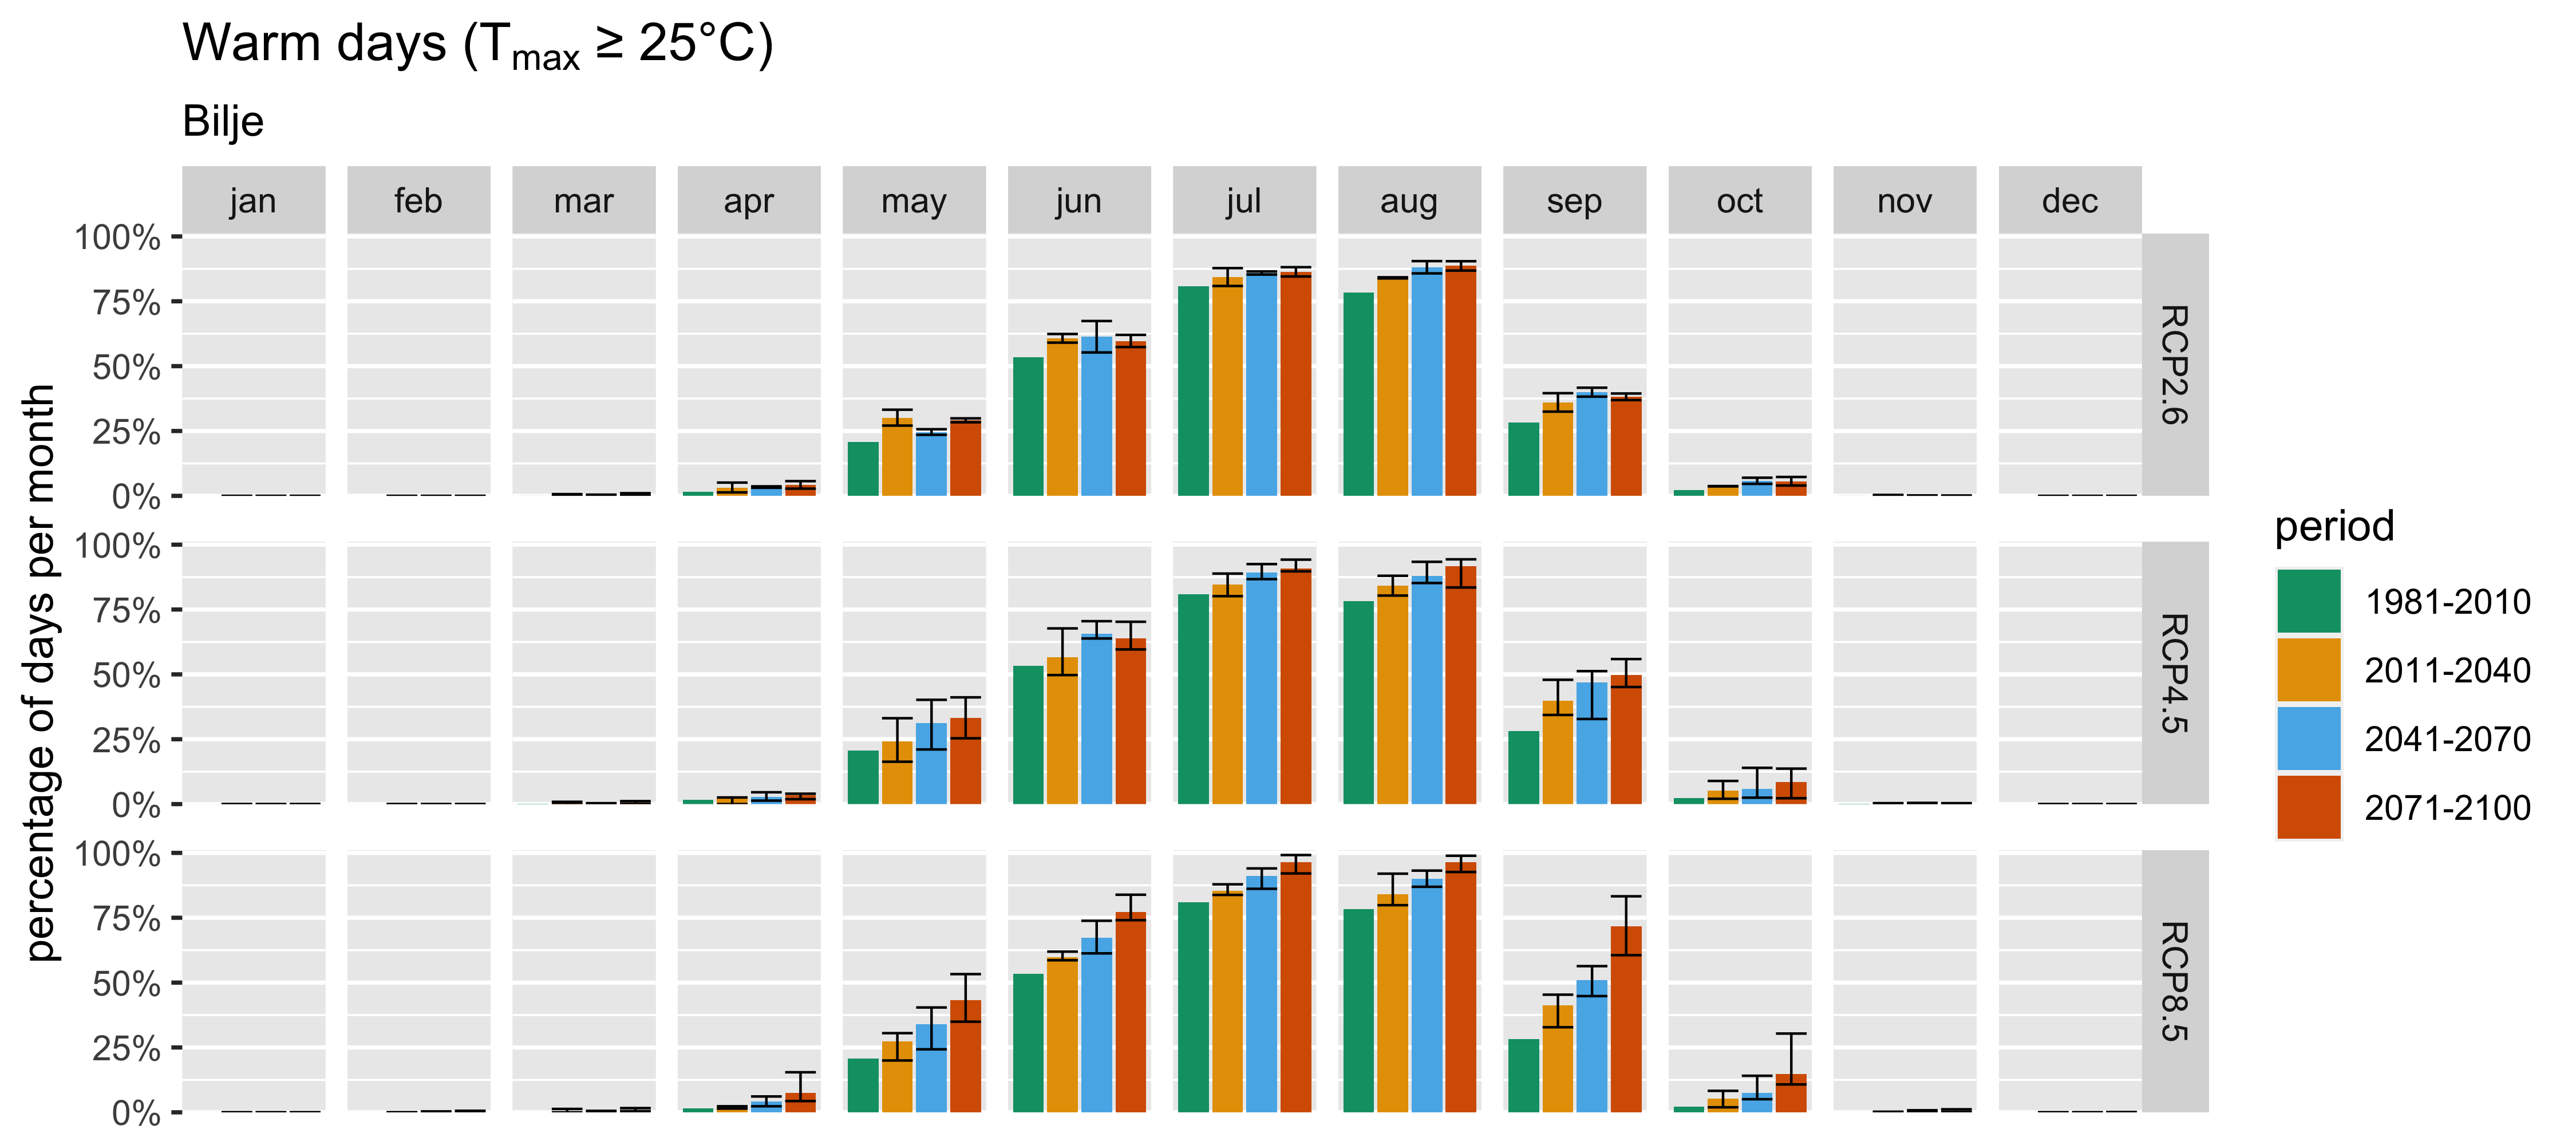 Warm days (Tmax ≥ 25°C)
Bilje
jan feb mar apr may jun jul aug sep oct nov dec
percentage of days per month
100%
75%
50%
25%
0%
RCP2.6
100%
75%
50%
25%
0%
RCP4.5
100%
75%
50%
25%
0%
RCP8.5
period
1981-2010
2011-2040
2041-2070
2071-2100